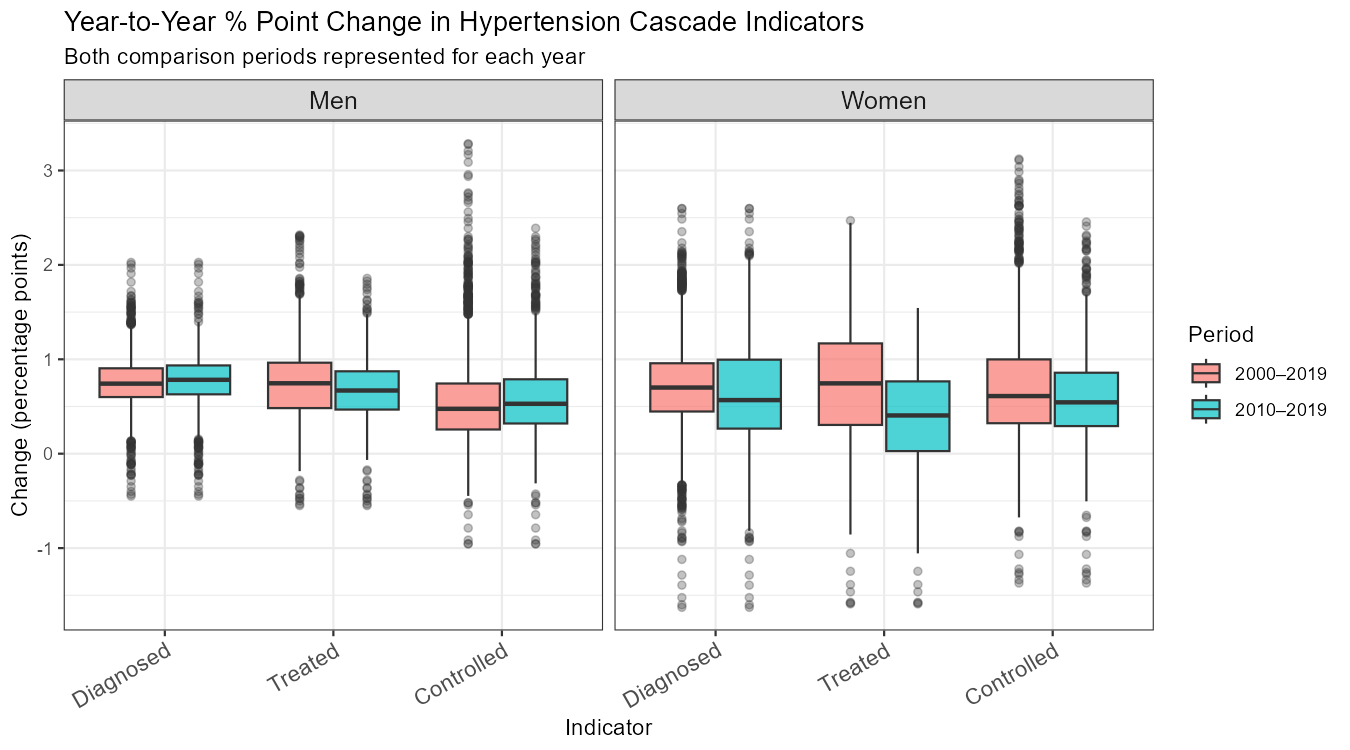 Year-to-Year % Point Change in Hypertension Cascade Indicators
Both comparison periods represented for each year
Men
Women
Change (percentage points)
3
2
1
0
-1
Diagnosed
Treated
Controlled
Diagnosed
Treated
Controlled
Indicator
Period
2000–2019
2010–2019